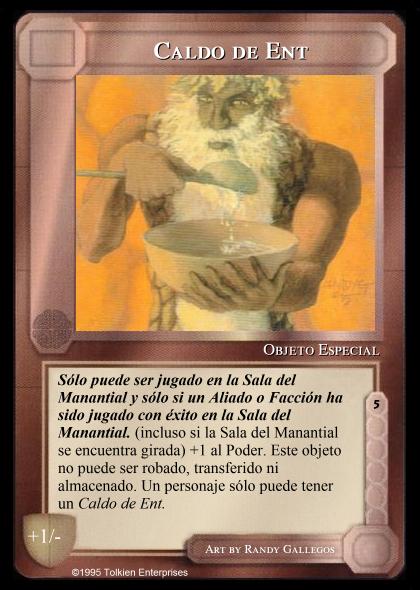 Caldo de Ent
Objeto Especial
Sólo puede ser jugado en la Sala del
Manantial y sólo si un Aliado o Facción ha
sido jugado con éxito en la Sala del
Manantial. (incluso si la Sala del Manantial
se encuentra girada) +1 al Poder. Este objeto
no puede ser robado, transferido ni
almacenado. Un personaje sólo puede tener
un Caldo de Ent.
5
+1/-
Art by Randy Gallegos
©1995 Tolkien Enterprises